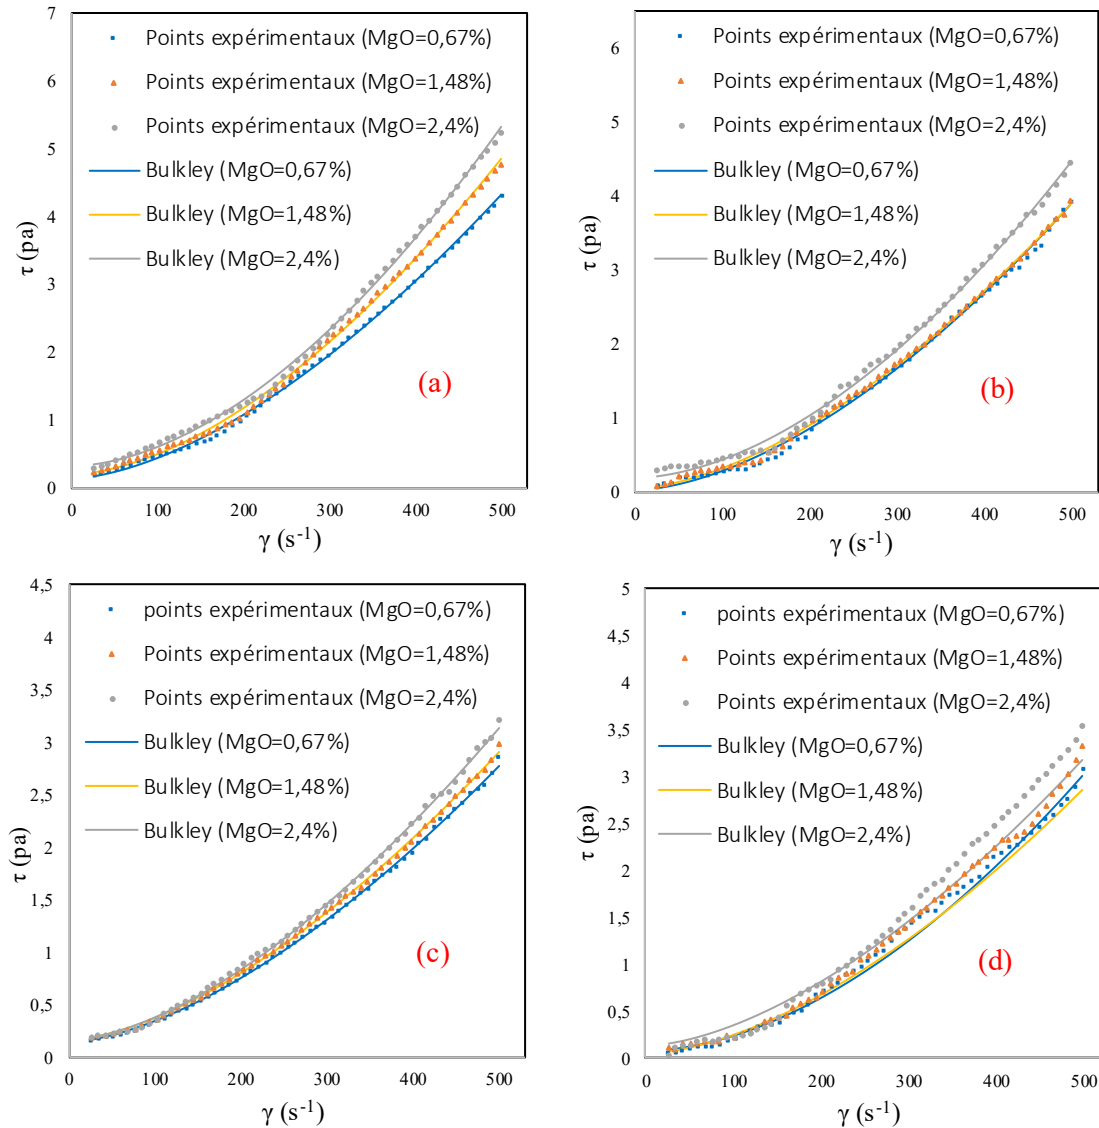 7
6
5
4
3
2
1
0
τ (pa)
Points expérimentaux (MgO=0,67%)
Points expérimentaux (MgO=1,48%)
Points expérimentaux (MgO=2,4%)
Bulkley (MgO=0,67%)
Bulkley (MgO=1,48%)
Bulkley (MgO=2,4%)
(a)
0 100 200 300 400 500
γ (s⁻¹)
6
5
4
3
2
1
0
τ (pa)
Points expérimentaux (MgO=0,67%)
Points expérimentaux (MgO=1,48%)
Points expérimentaux (MgO=2,4%)
Bulkley (MgO=0,67%)
Bulkley (MgO=1,48%)
Bulkley (MgO=2,4%)
(b)
0 100 200 300 400 500
γ (s⁻¹)
4,5
4
3,5
3
2,5
2
1,5
1
0,5
0
τ (pa)
points expérimentaux (MgO=0,67%)
Points expérimentaux (MgO=1,48%)
Points expérimentaux (MgO=2,4%)
Bulkley (MgO=0,67%)
Bulkley (MgO=1,48%)
Bulkley (MgO=2,4%)
(c)
0 100 200 300 400 500
γ (s⁻¹)
5
4,5
4
3,5
3
2,5
2
1,5
1
0,5
0
τ (pa)
points expérimentaux (MgO=0,67%)
Points expérimentaux (MgO=1,48%)
Points expérimentaux (MgO=2,4%)
Bulkley (MgO=0,67%)
Bulkley (MgO=1,48%)
Bulkley (MgO=2,4%)
(d)
0 100 200 300 400 500
γ (s⁻¹)